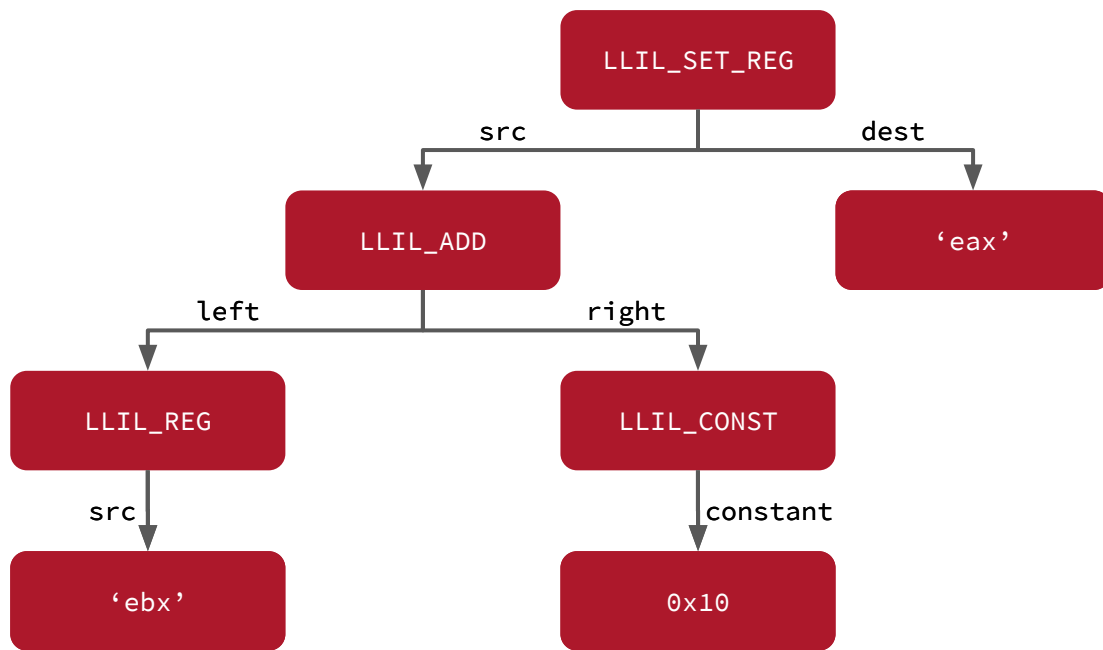 LLIL_SET_REG
src
dest
LLIL_ADD
‘eax’
left
right
LLIL_REG
LLIL_CONST
src
constant
‘ebx’
0x10